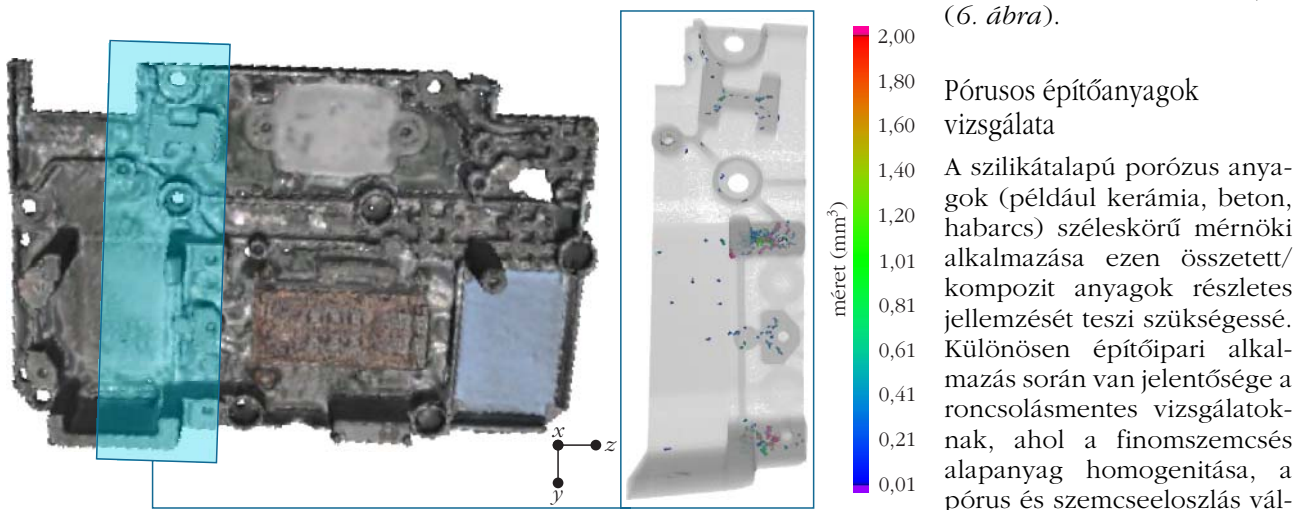 (6. ábra).
Pórusos építőanyagok
vizsgálata
A szilikátalapú porózus anya-
gok (például kerámia, beton,
habarcs) széleskörű mérnöki
alkalmazása ezen összetett/
kompozit anyagok részletes
jellemzését teszi szükségessé.
Különösen építőipari alkal-
mazás során van jelentősége a
roncsolásmentes vizsgálatok-
nak, ahol a finomszemcsés
alapanyag homogenitása, a
pórus és szemcseeloszlás vál-
méret (mm³)
2,00
1,80
1,60
1,40
1,20
1,01
0,81
0,61
0,41
0,21
0,01
x
z
y